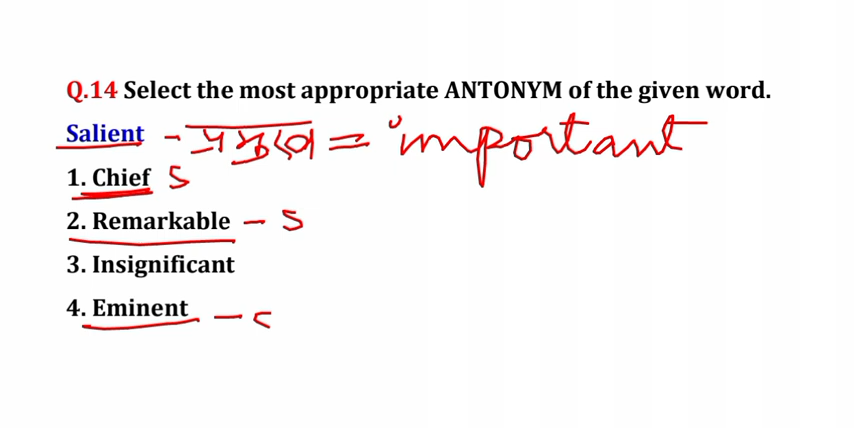 Q.14 Select the most appropriate ANTONYM of the given word.
Salient - प्रमुख = important
1. Chief S
2. Remarkable - S
3. Insignificant
4. Eminent -